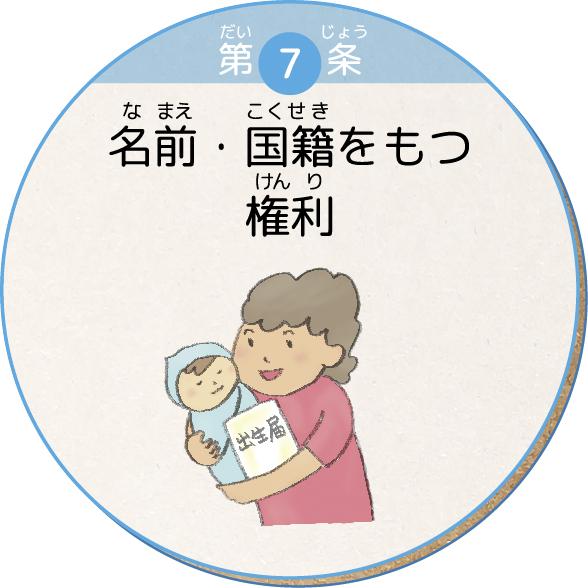 だい じょう
第7条
な まえ こくせき
名前・国籍をもつ
けん り
権利
出生届